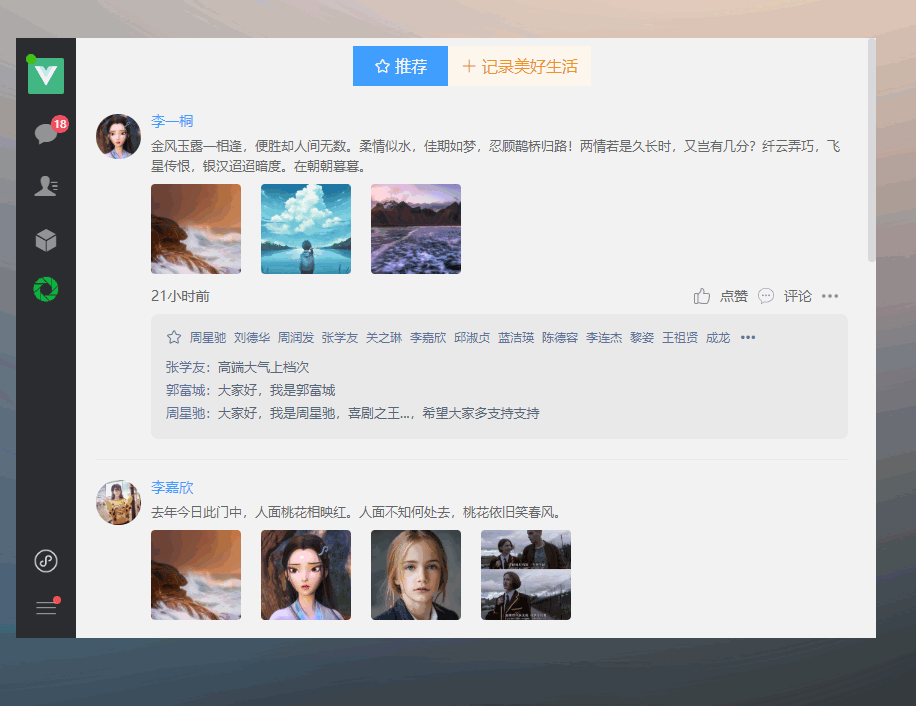 推荐
记录美好生活
18
李一桐
金风玉露一相逢，便胜却人间无数。柔情似水，佳期如梦，忍顾鹊桥归路！两情若是久长时，又岂有几分？纤云弄巧，飞
星传恨，银汉迢迢暗度。在朝朝暮暮。
21小时前
点赞
评论
周星驰 刘德华 周润发 张学友 关之琳 李嘉欣 邱淑贞 蓝洁瑛 陈德容 李连杰 黎姿 王祖贤 成龙
张学友：高端大气上档次
郭富城：大家好，我是郭富城
周星驰：大家好，我是周星驰，喜剧之王...，希望大家多支持支持
李嘉欣
去年今日此门中，人面桃花相映红。人面不知何处去，桃花依旧笑春风。